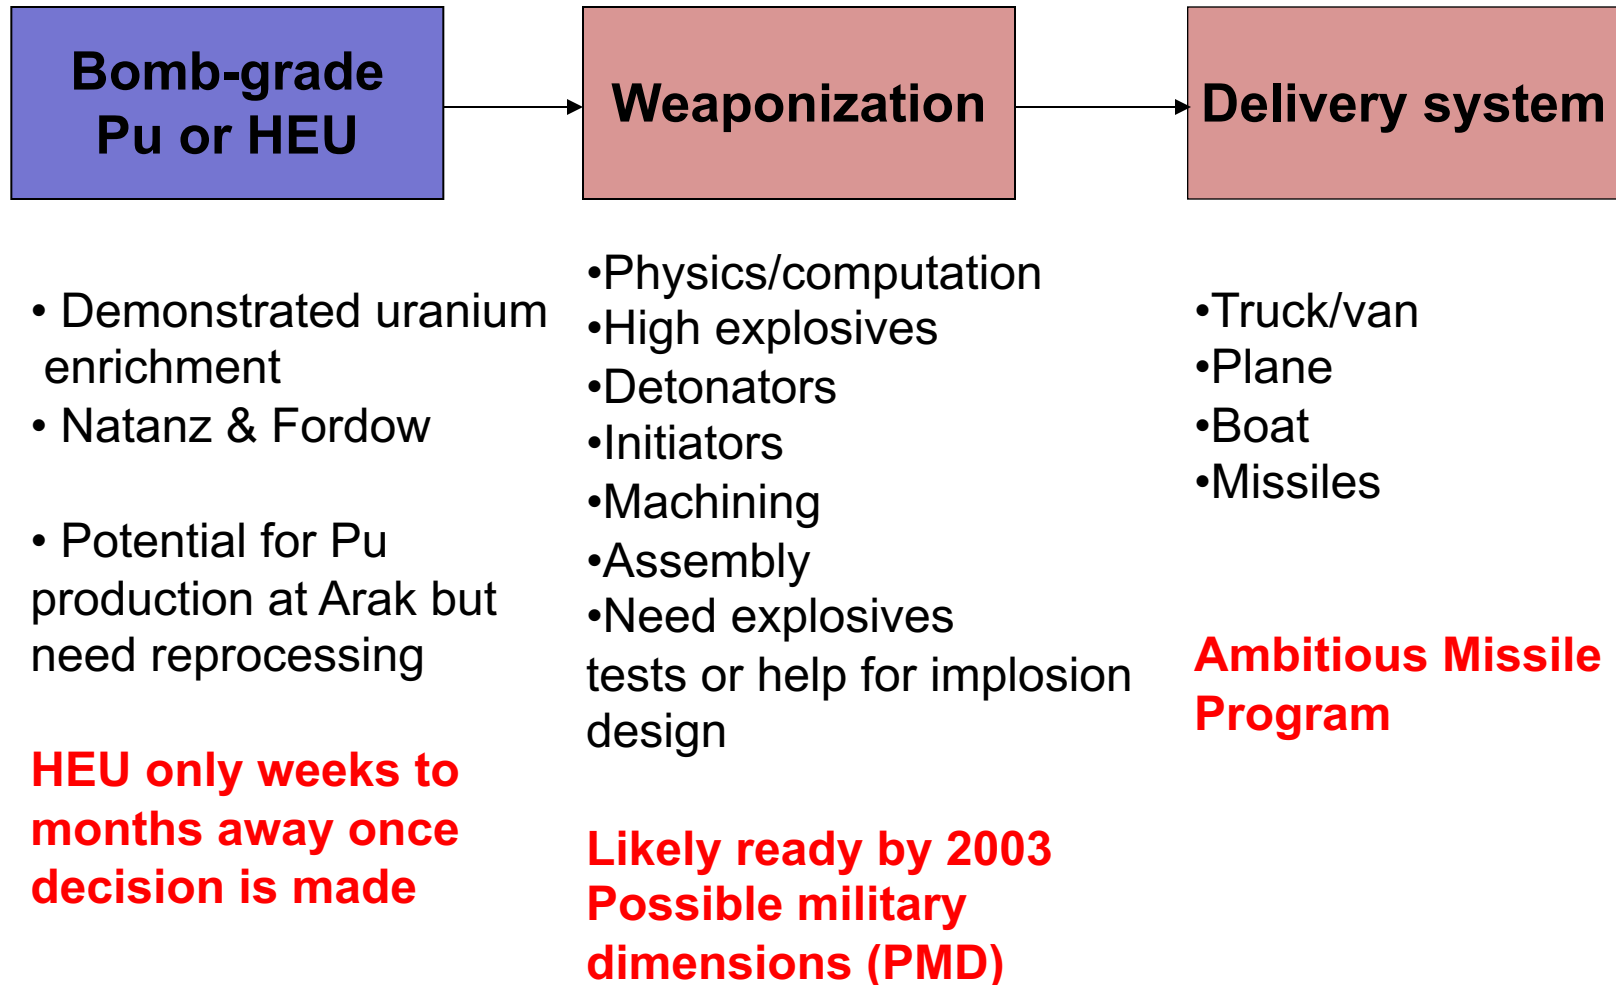 Bomb-grade
Pu or HEU
Weaponization
Delivery system
• Demonstrated uranium
enrichment
• Natanz & Fordow
• Potential for Pu
production at Arak but
need reprocessing
HEU only weeks to
months away once
decision is made
•Physics/computation
•High explosives
•Detonators
•Initiators
•Machining
•Assembly
•Need explosives
tests or help for implosion
design
Likely ready by 2003
Possible military
dimensions (PMD)
•Truck/van
•Plane
•Boat
•Missiles
Ambitious Missile
Program